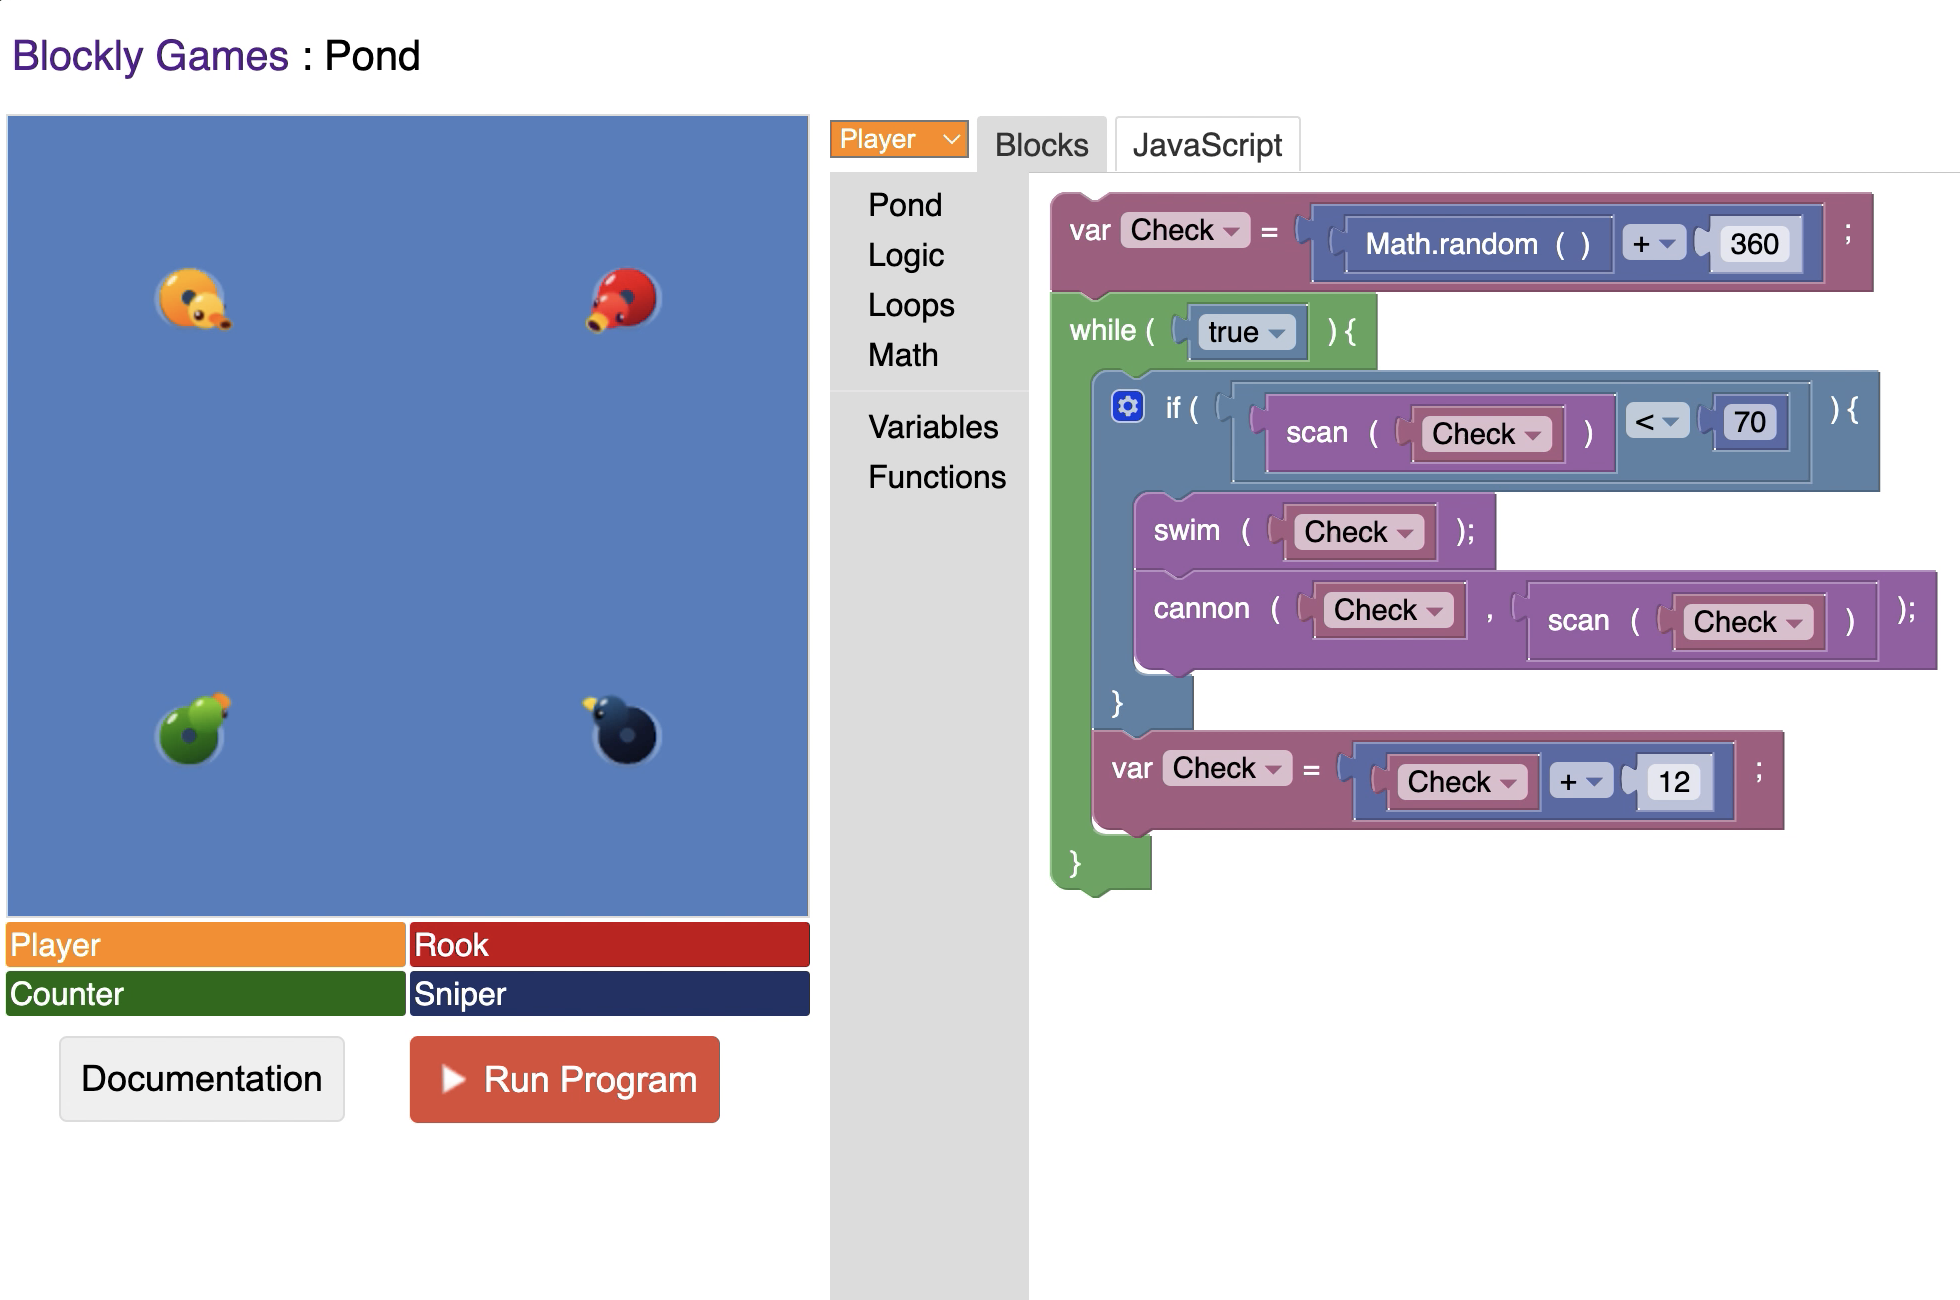 Blockly Games : Pond
Player
Blocks
JavaScript
Pond
Logic
Loops
Math
Variables
Functions
var Check = Math.random ( ) + 360 ;
while ( true ) {
if ( scan ( Check ) < 70 ) {
swim ( Check );
cannon ( Check , scan ( Check ) );
}
var Check = Check + 12 ;
}
Player
Rook
Counter
Sniper
Documentation
Run Program